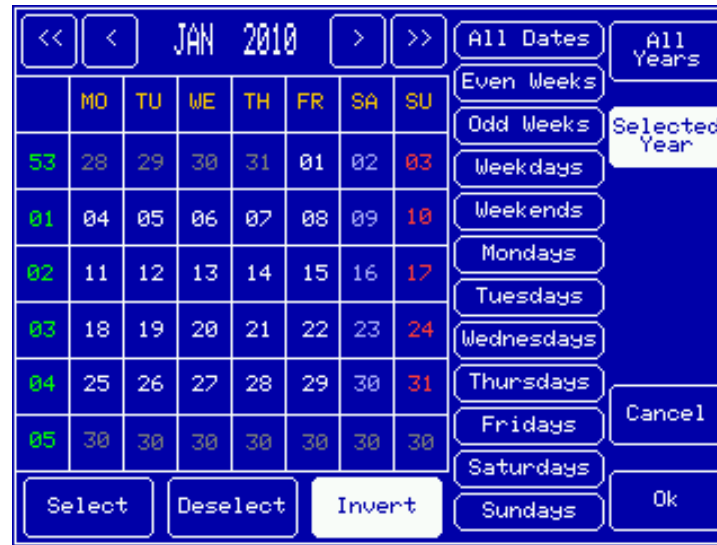 << < JAN 2010 > >>
MO TU WE TH FR SA SU
53 28 29 30 31 01 02 03
01 04 05 06 07 08 09 10
02 11 12 13 14 15 16 17
03 18 19 20 21 22 23 24
04 25 26 27 28 29 30 31
05 30 30 30 30 30 30 30
Select Deselect Invert
All Dates
Even Weeks
Odd Weeks
Weekdays
Weekends
Mondays
Tuesdays
Wednesdays
Thursdays
Fridays
Saturdays
Sundays
All
Years
Selected
Year
Cancel
Ok